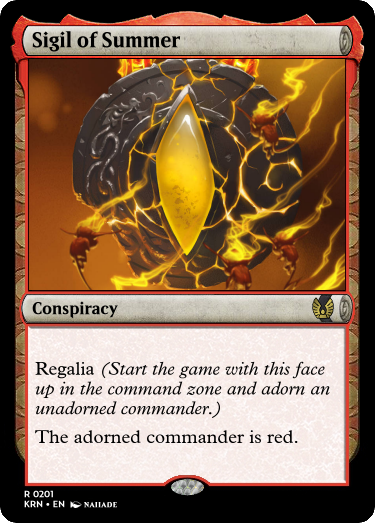 Sigil of Summer
Conspiracy
Regalia (Start the game with this face
up in the command zone and adorn an
unadorned commander.)
The adorned commander is red.
R 0201
KRN • EN NAIIADE